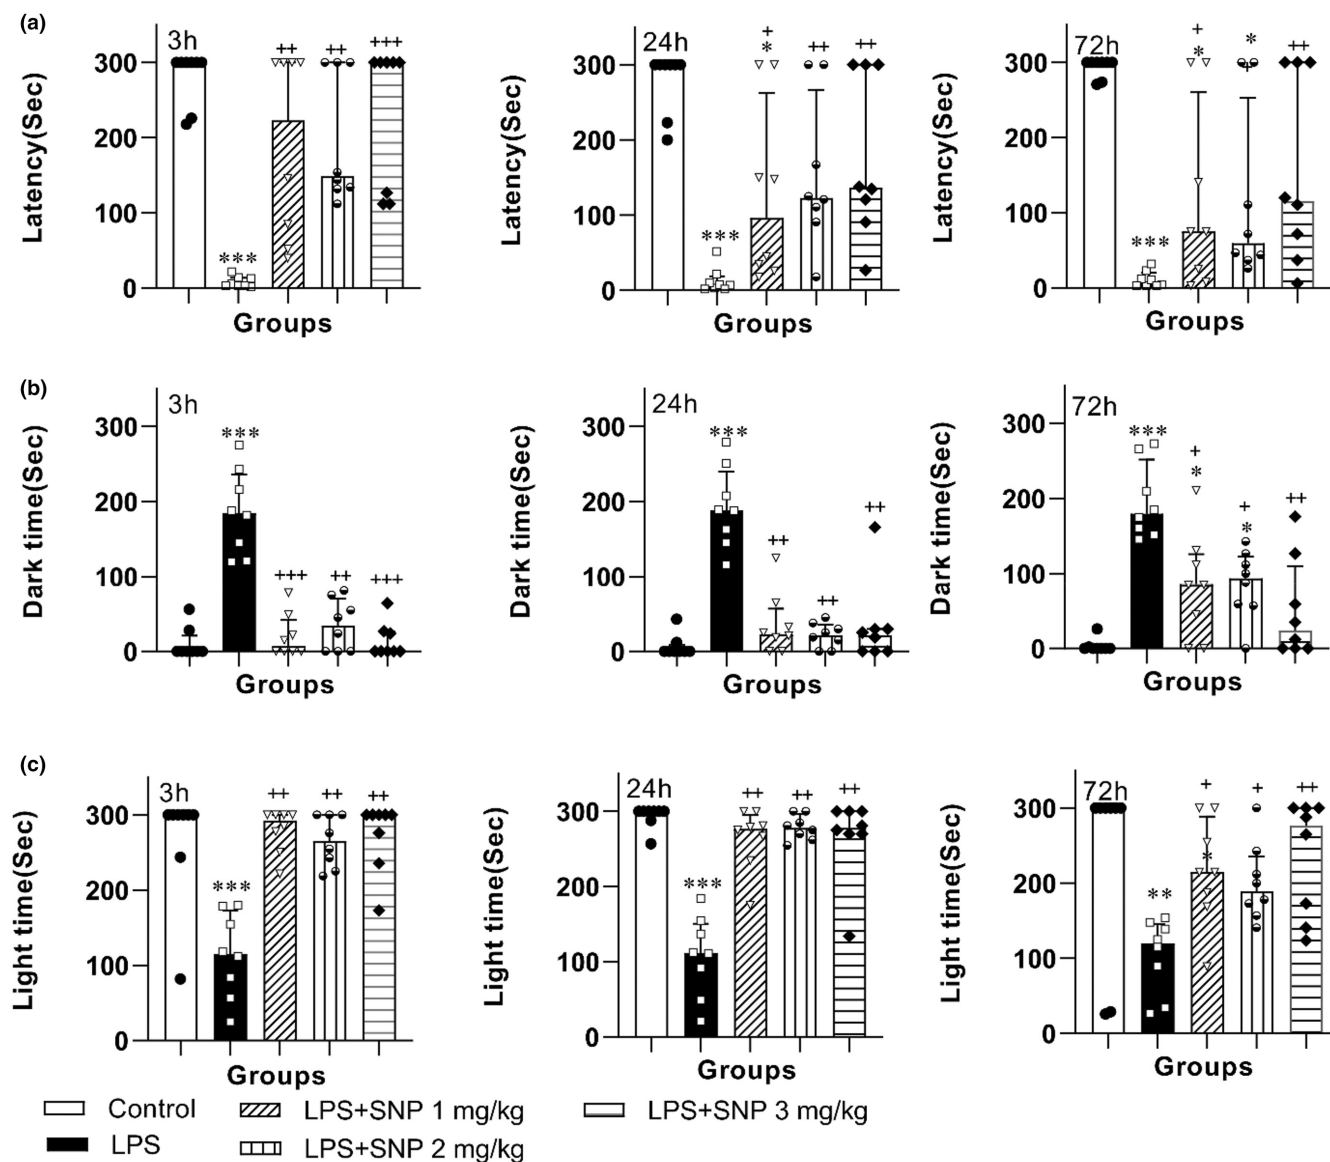 (a)
3h
Latency(Sec)
300
200
100
0
***
++
++
+++
Groups
24h
Latency(Sec)
300
200
100
0
***
+
*
++
++
Groups
72h
Latency(Sec)
300
200
100
0
***
+
*
*
+
++
Groups
(b)
3h
Dark time(Sec)
300
200
100
0
***
+++
++
+++
Groups
24h
Dark time(Sec)
300
200
100
0
***
++
++
++
Groups
72h
Dark time(Sec)
300
200
100
0
***
+
*
+
*
++
Groups
(c)
3h
Light time(Sec)
300
200
100
0
***
++
++
++
Groups
24h
Light time(Sec)
300
200
100
0
***
++
++
++
Groups
72h
Light time(Sec)
300
200
100
0
**
+
*
+
++
Groups
Control
LPS+SNP 1 mg/kg
LPS+SNP 3 mg/kg
LPS
LPS+SNP 2 mg/kg